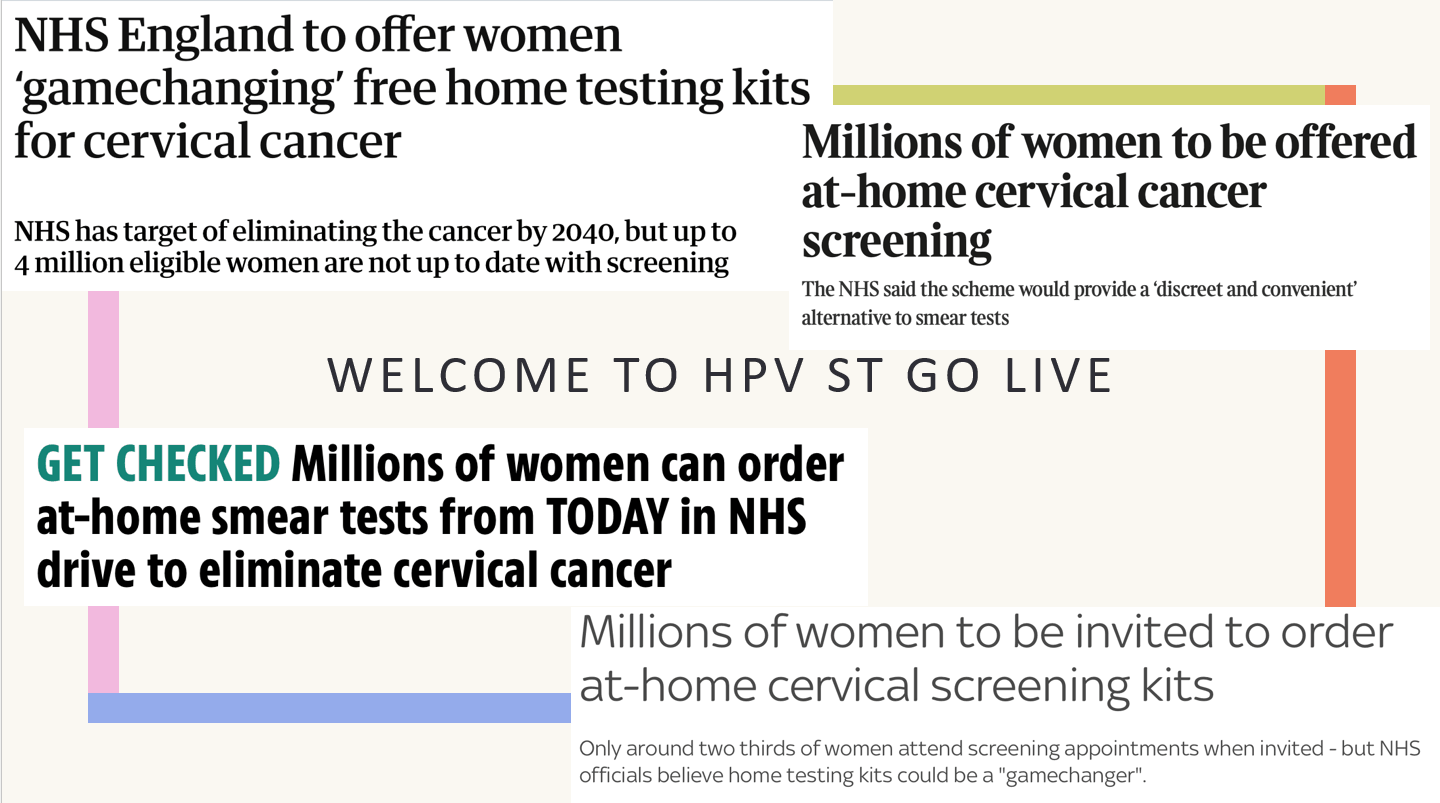 NHS England to offer women
‘gamechanging’ free home testing kits
for cervical cancer
NHS has target of eliminating the cancer by 2040, but up to
4 million eligible women are not up to date with screening
Millions of women to be offered
at-home cervical cancer
screening
The NHS said the scheme would provide a ‘discreet and convenient’
alternative to smear tests
WELCOME TO HPV ST GO LIVE
GET CHECKED Millions of women can order
at-home smear tests from TODAY in NHS
drive to eliminate cervical cancer
Millions of women to be invited to order
at-home cervical screening kits
Only around two thirds of women attend screening appointments when invited - but NHS
officials believe home testing kits could be a "gamechanger".